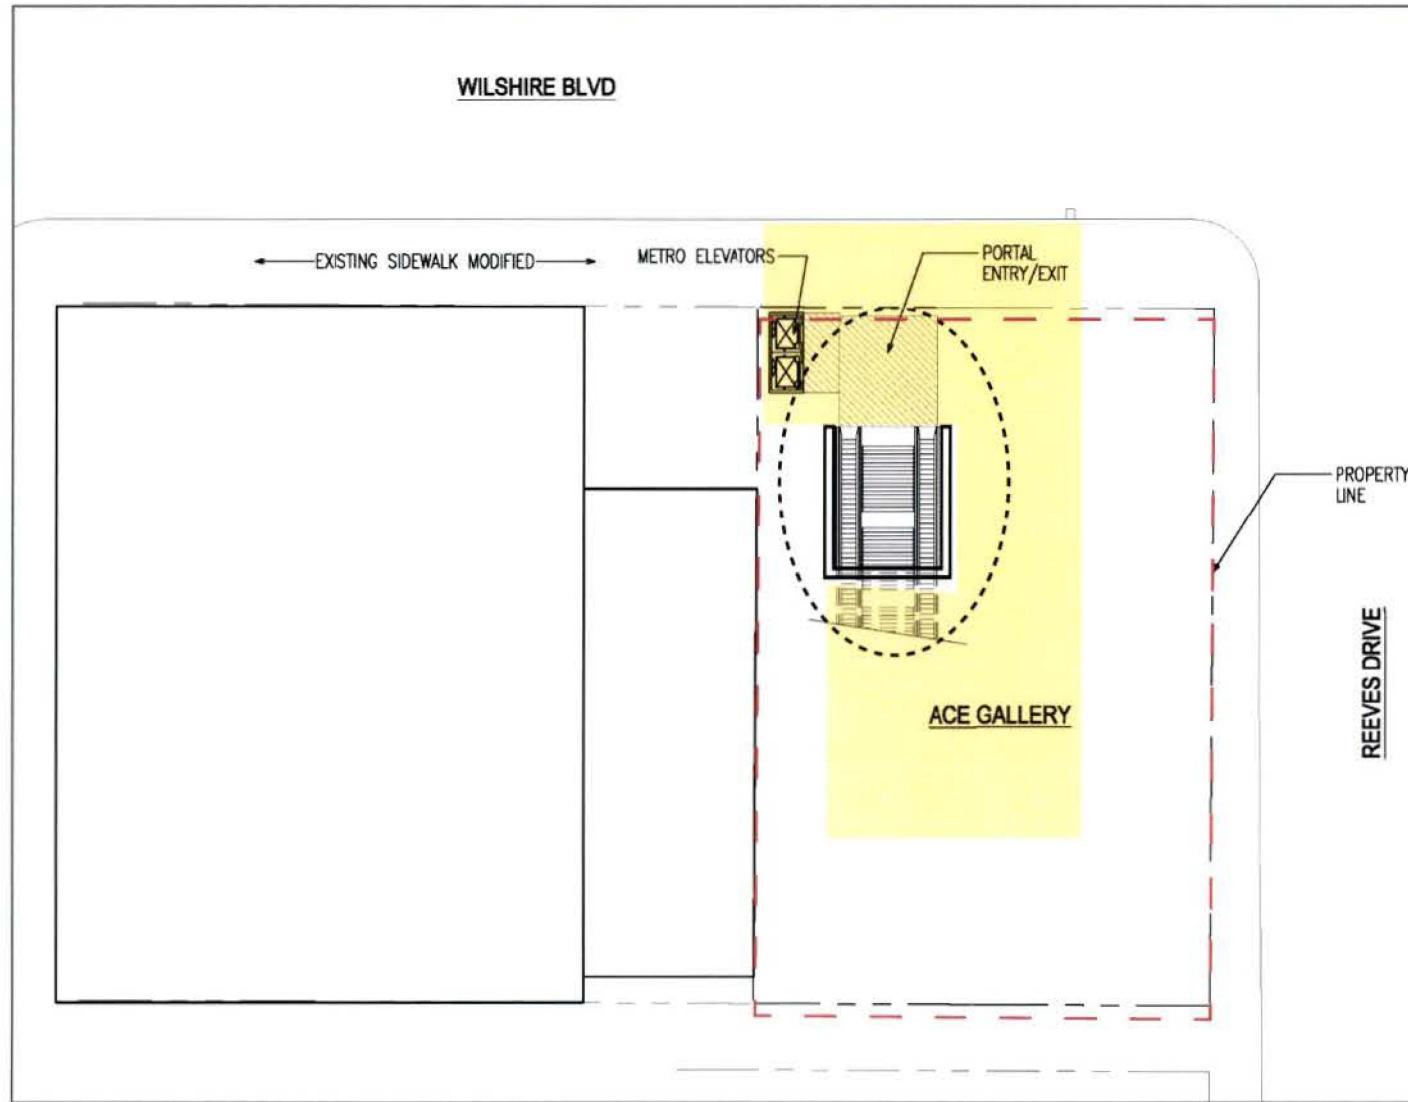 WILSHIRE BLVD
EXISTING SIDEWALK MODIFIED
METRO ELEVATORS
PORTAL
ENTRY/EXIT
PROPERTY
LINE
REEVES DRIVE
ACE GALLERY